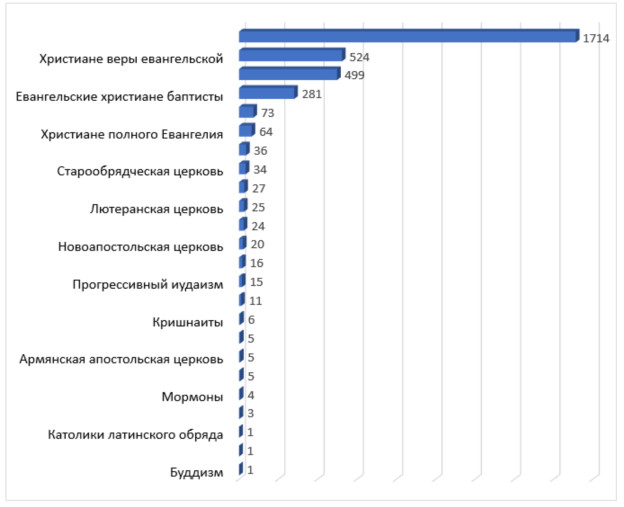 1714
Христиане веры евангельской 524
499
Евангельские христиане баптисты 281
73
Христиане полного Евангелия 64
36
Старообрядческая церковь 34
27
Лютеранская церковь 25
24
Новоапостольская церковь 20
16
Прогрессивный иудаизм 15
11
Кришнаиты 6
5
Армянская апостольская церковь 5
5
Мормоны 4
3
Католики латинского обряда 1
1
Буддизм 1